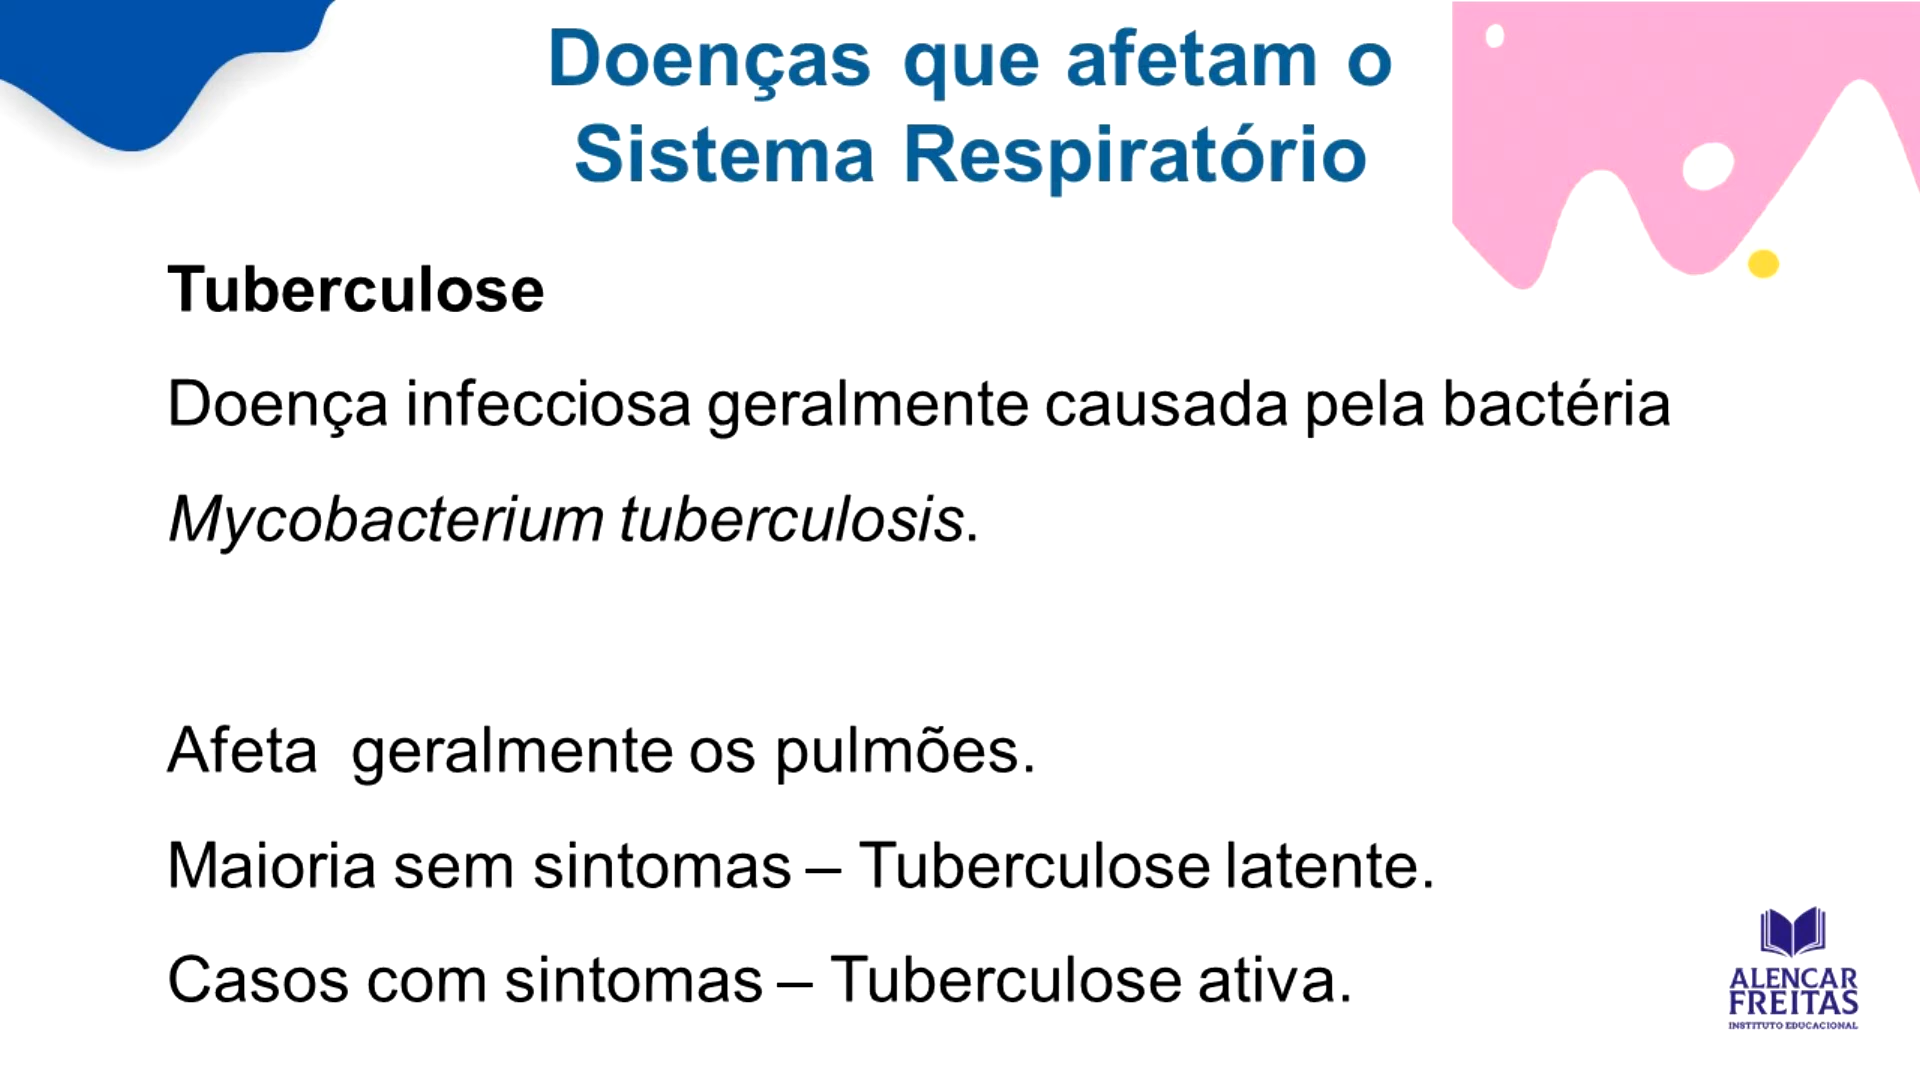 Doenças que afetam o
Sistema Respiratório
Tuberculose
Doença infecciosa geralmente causada pela bactéria
Mycobacterium tuberculosis.
Afeta  geralmente os pulmões.
Maioria sem sintomas – Tuberculose latente.
Casos com sintomas – Tuberculose ativa.
ALENCAR
FREITAS
INSTITUTO EDUCACIONAL